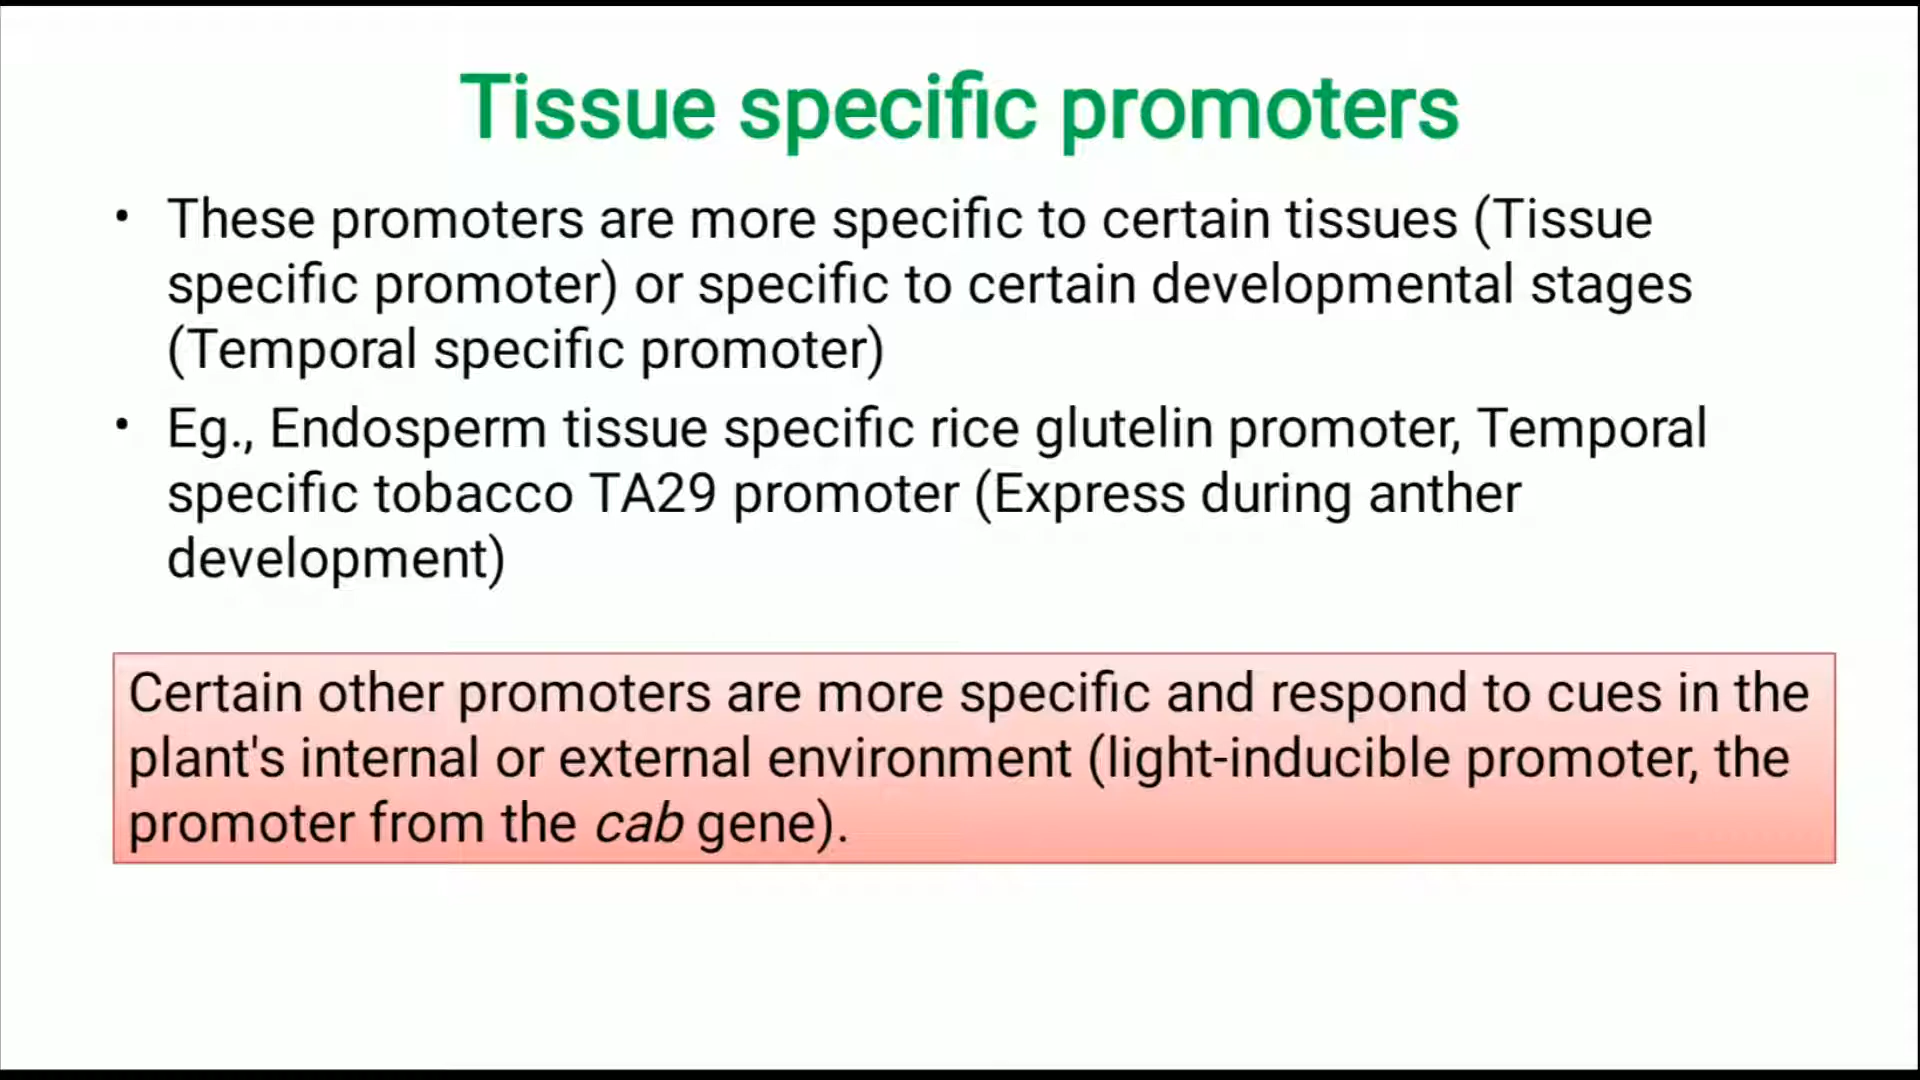 Tissue specific promoters
• These promoters are more specific to certain tissues (Tissue
specific promoter) or specific to certain developmental stages
(Temporal specific promoter)
• Eg., Endosperm tissue specific rice glutelin promoter, Temporal
specific tobacco TA29 promoter (Express during anther
development)
Certain other promoters are more specific and respond to cues in the
plant's internal or external environment (light-inducible promoter, the
promoter from the cab gene).